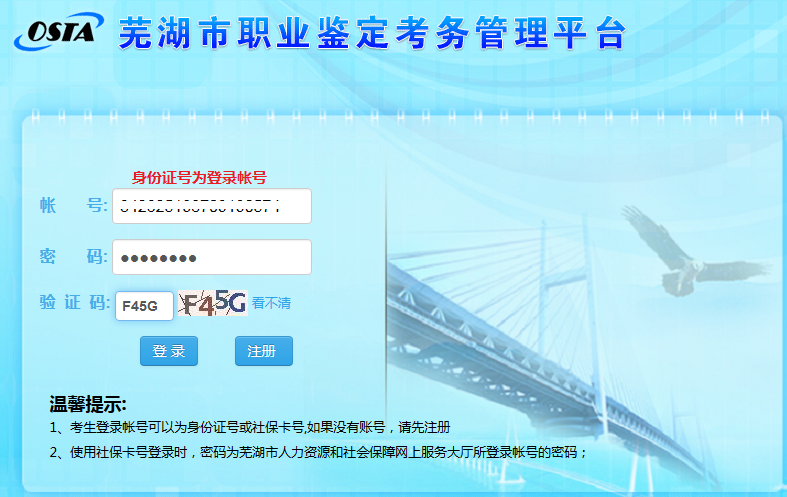 OSTA 芜湖市职业鉴定考务管理平台
身份证号为登录帐号
帐 号:
密 码: ●●●●●●●●
验 证 码: F45G F45G 看不清
登 录 注册
温馨提示:
1、考生登录帐号可以为身份证号或社保卡号,如果没有账号，请先注册
2、使用社保卡号登录时，密码为芜湖市人力资源和社会保障网上服务大厅所登录帐号的密码；